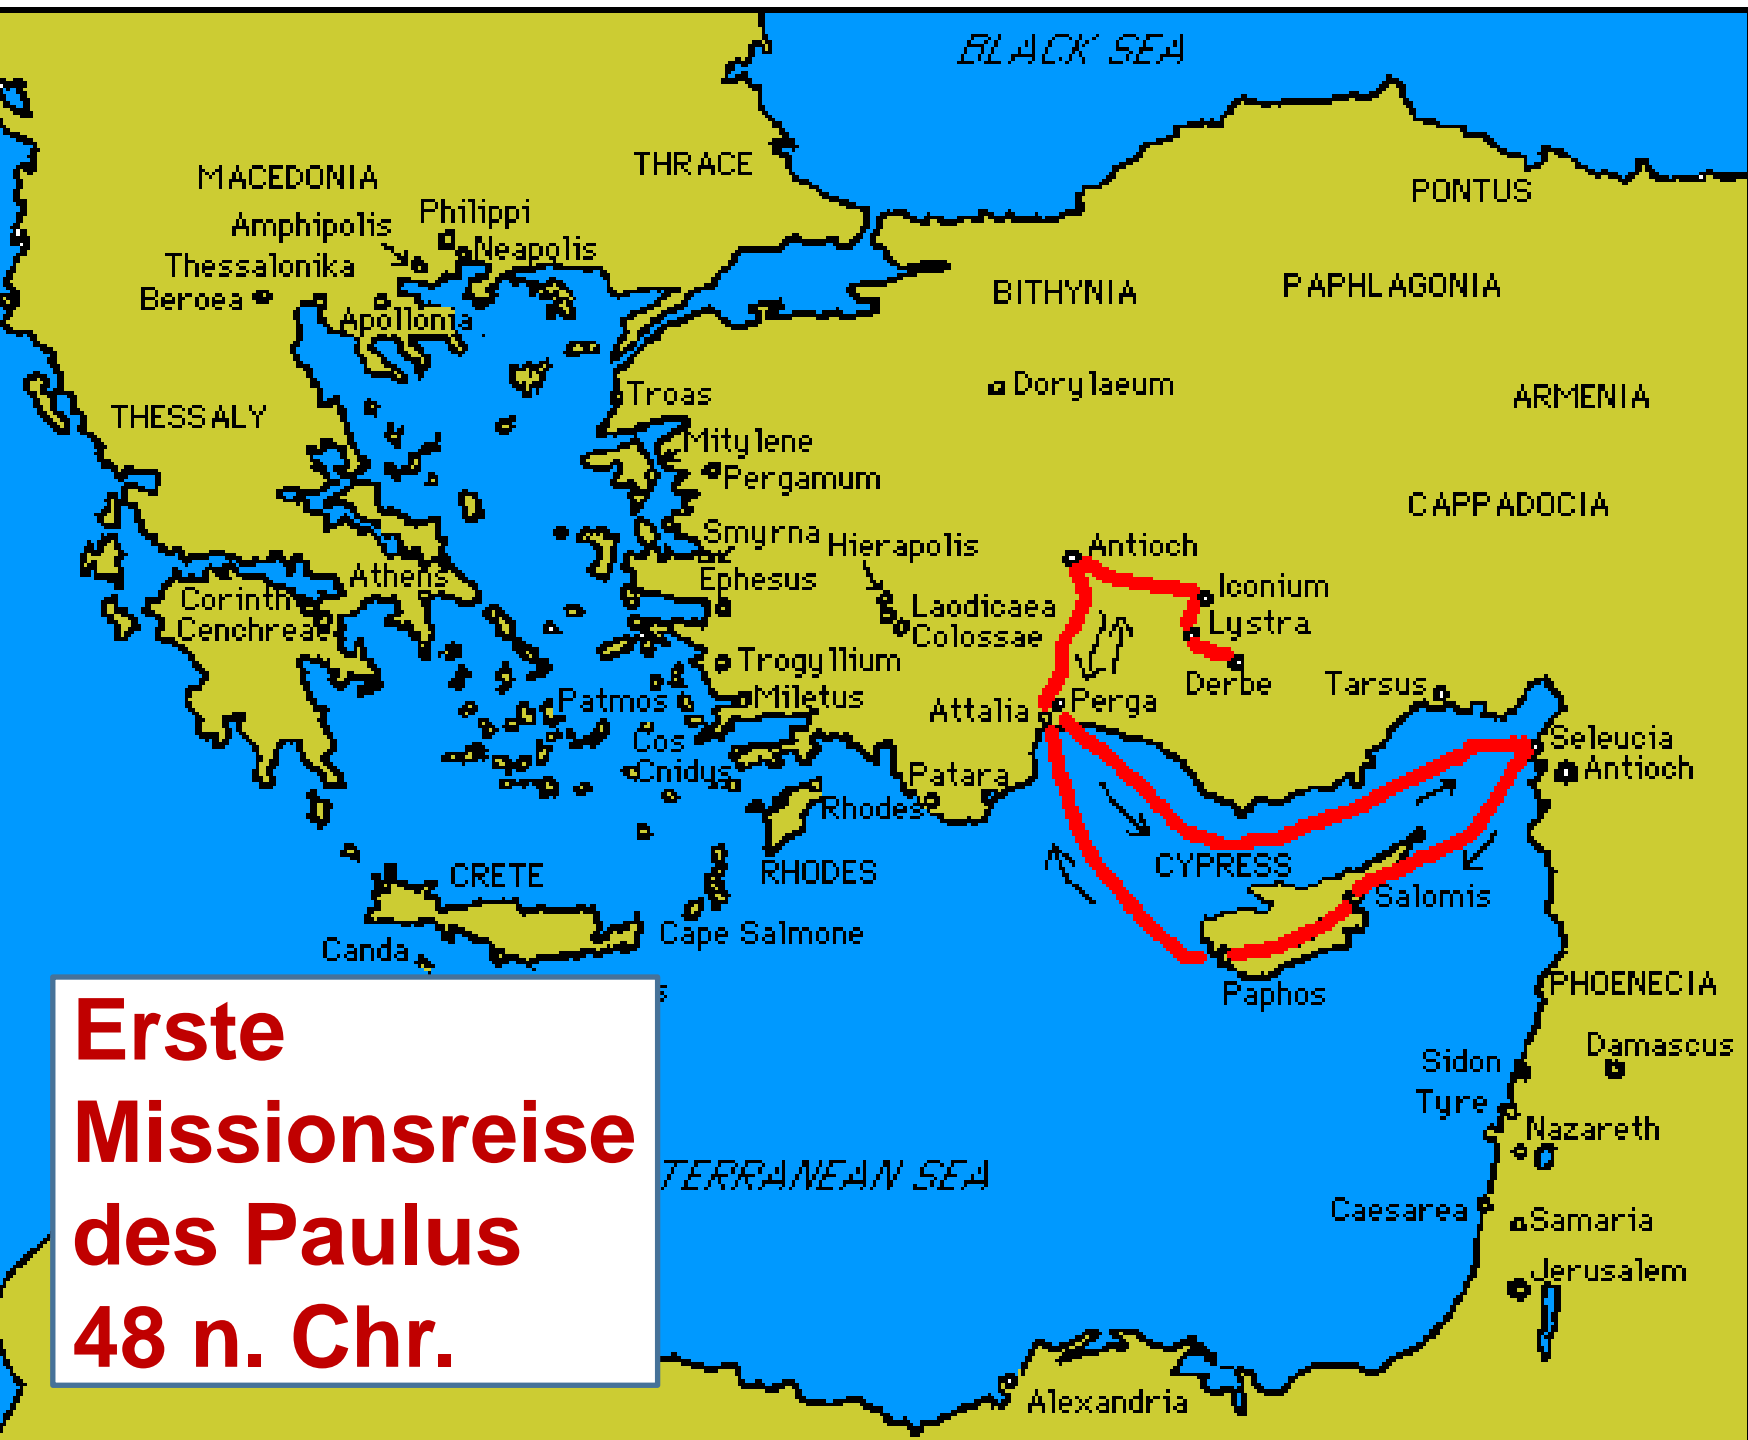 BLACK SEA
THRACE
MACEDONIA
PONTUS
Philippi
Amphipolis
Neapolis
Thessalonika
Beroea
BITHYNIA
PAPHLAGONIA
Apollonia
Dorylaeum
Troas
ARMENIA
THESSALY
Mitylene
Pergamum
CAPPADOCIA
Smyrna
Hierapolis
Antioch
Athens
Ephesus
Iconium
Corinth
Laodicaea
Lystra
Cenchrea
Colossae
Trogyllium
Derbe
Tarsus
Patmos
Miletus
Attalia
Perga
Cos
Seleucia
Cnidus
Patara
Antioch
Rhodes
CRETE
RHODES
CYPRESS
Salomis
Cape Salmone
Canda
Paphos
PHOENECIA
Erste
Missionsreise
des Paulus
48 n. Chr.
Sidon
Damascus
Tyre
Nazareth
TERRANEAN SEA
Caesarea
Samaria
Jerusalem
Alexandria